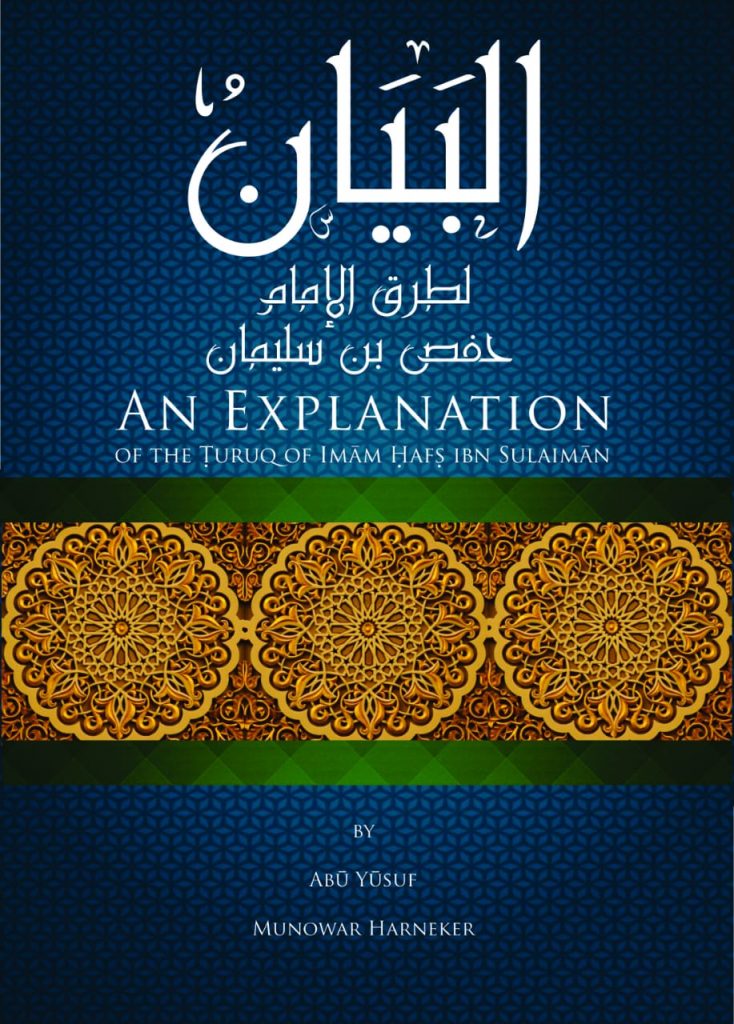 البَيَانُ
لطرق الإمام
حفص بن سليمان
An Explanation
of the Ṭuruq of Imām Ḥafṣ ibn Sulaimān
by
Abū Yūsuf
Munowar Harneker